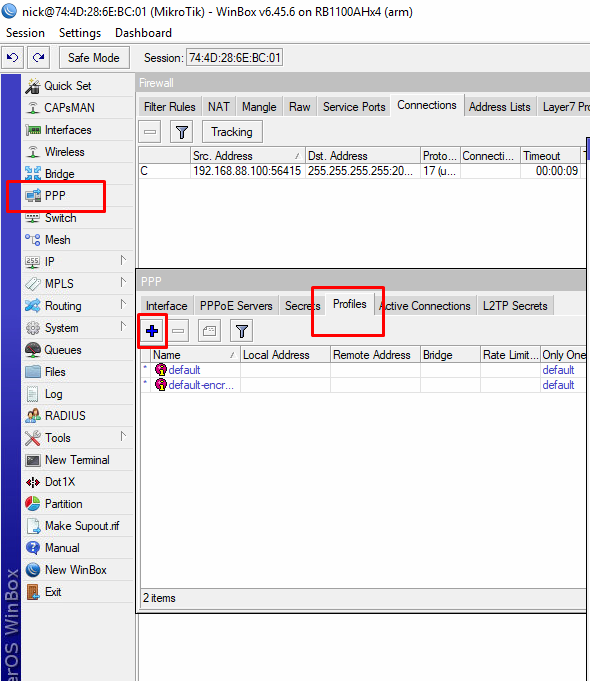 nick@74:4D:28:6E:BC:01 (MikroTik) - WinBox v6.45.6 on RB1100AHx4 (arm)
Session Settings Dashboard
Safe Mode Session: 74:4D:28:6E:BC:01
Quick Set
CAPsMAN
Interfaces
Wireless
Bridge
PPP
Switch
Mesh
IP
MPLS
Routing
System
Queues
Files
Log
RADIUS
Tools
New Terminal
Dot1X
Partition
Make Supout.rif
Manual
New WinBox
Exit
erOS WinBox
Firewall
Filter Rules NAT Mangle Raw Service Ports Connections Address Lists Layer7 Pro
Tracking
Src. Address Dst. Address Proto... Connecti... Timeout
C 192.168.88.100:56415 255.255.255.255:20... 17 (u... 00:00:09
PPP
Interface PPPoE Servers Secrets Profiles Active Connections L2TP Secrets
Name Local Address Remote Address Bridge Rate Limit... Only One
* default default
* default-encr... default
2 items